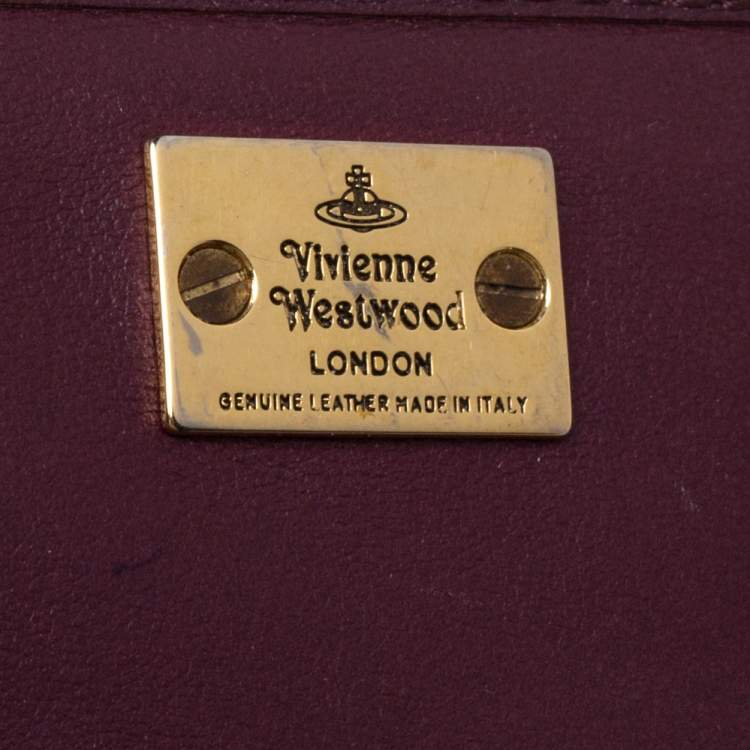 Vivienne
Westwood
LONDON
GENUINE LEATHER MADE IN ITALY